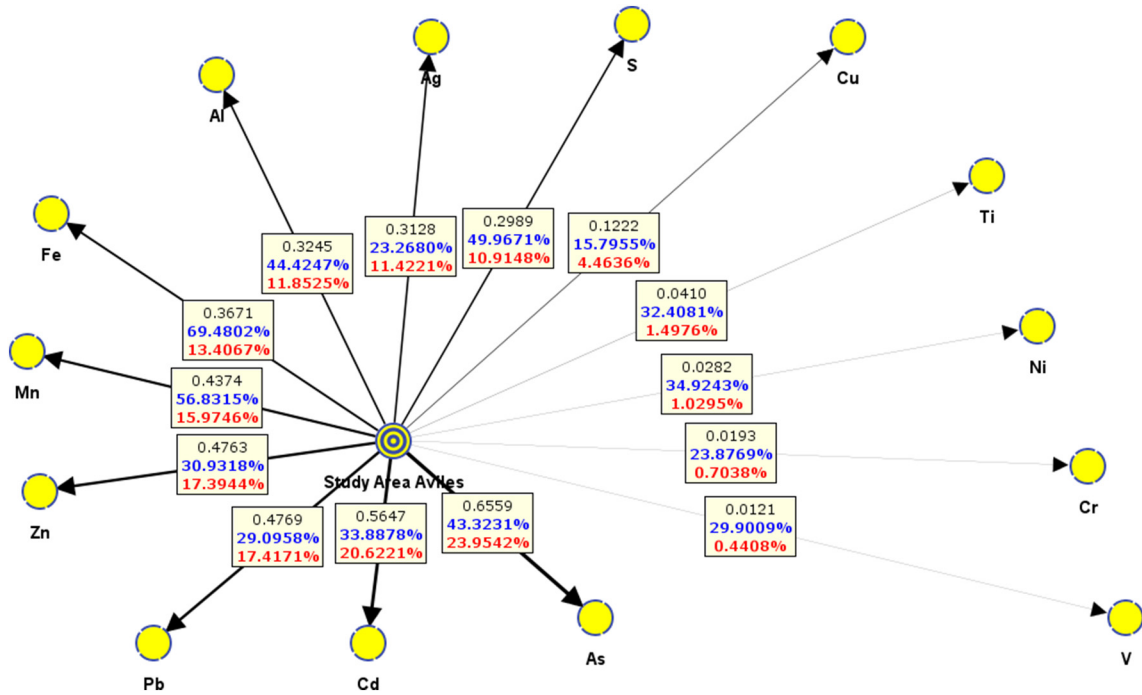 S
Cu
Ag
Al
Ti
Fe
0.3245
44.4247%
11.8525%
0.3128
23.2680%
11.4221%
0.2989
49.9671%
10.9148%
0.1222
15.7955%
4.4636%
0.3671
69.4802%
13.4067%
0.0410
32.4081%
1.4976%
Ni
Mn
0.4374
56.8315%
15.9746%
0.0282
34.9243%
1.0295%
0.4763
30.9318%
17.3944%
0.0193
23.8769%
0.7038%
Study Area Aviles
Cr
Zn
0.4769
29.0958%
17.4171%
0.5647
33.8878%
20.6221%
0.6559
43.3231%
23.9542%
0.0121
29.9009%
0.4408%
As
V
Pb
Cd